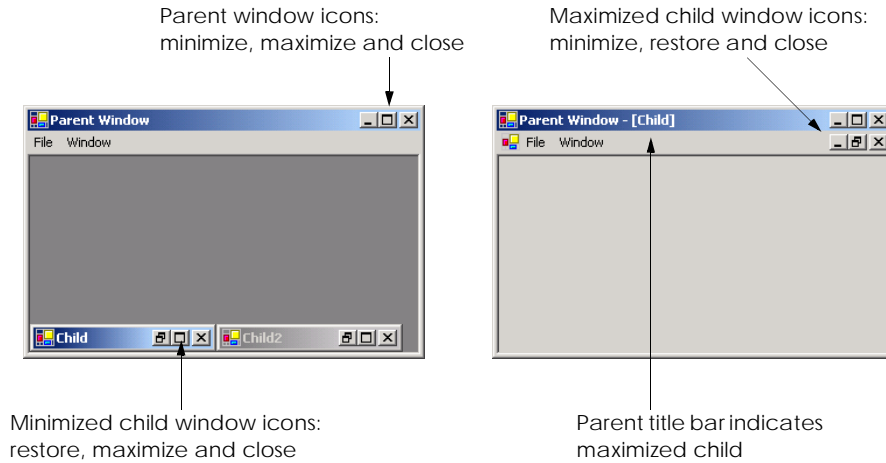 Parent window icons:
minimize, maximize and close
Maximized child window icons:
minimize, restore and close
Parent Window
File Window
Child
Child2
Parent Window - [Child]
File Window
Minimized child window icons:
restore, maximize and close
Parent title bar indicates
maximized child